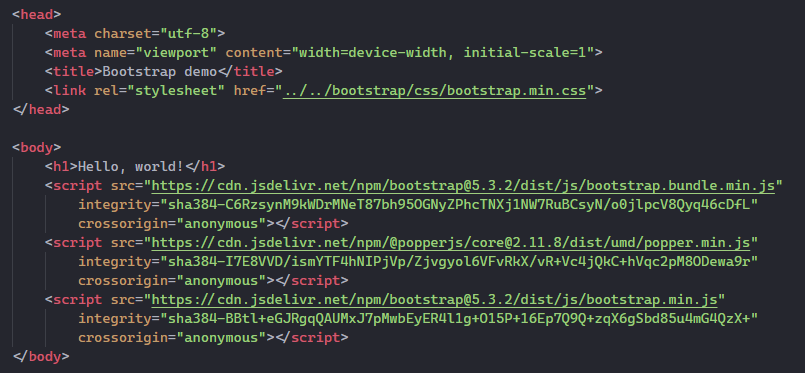 <head>
<meta charset="utf-8">
<meta name="viewport" content="width=device-width, initial-scale=1">
<title>Bootstrap demo</title>
<link rel="stylesheet" href="../../bootstrap/css/bootstrap.min.css">
</head>
<body>
<h1>Hello, world!</h1>
<script src="https://cdn.jsdelivr.net/npm/bootstrap@5.3.2/dist/js/bootstrap.bundle.min.js"
integrity="sha384-C6RzsynM9kWDrMNeT87bh95OGNyZPhcTNXj1NW7RuBCsyN/o0jlpcV8Qyq46cDfL"
crossorigin="anonymous"></script>
<script src="https://cdn.jsdelivr.net/npm/@popperjs/core@2.11.8/dist/umd/popper.min.js"
integrity="sha384-I7E8VVD/ismYTF4hNIPjVp/Zjvgyol6VFvRkX/vR+Vc4jQkC+hVqc2pM8ODewa9r"
crossorigin="anonymous"></script>
<script src="https://cdn.jsdelivr.net/npm/bootstrap@5.3.2/dist/js/bootstrap.min.js"
integrity="sha384-BBtl+eGJRgqQAUMxJ7pMwbEyER4l1g+O15P+16Ep7Q9Q+zqX6gSbd85u4mG4QzX+"
crossorigin="anonymous"></script>
</body>